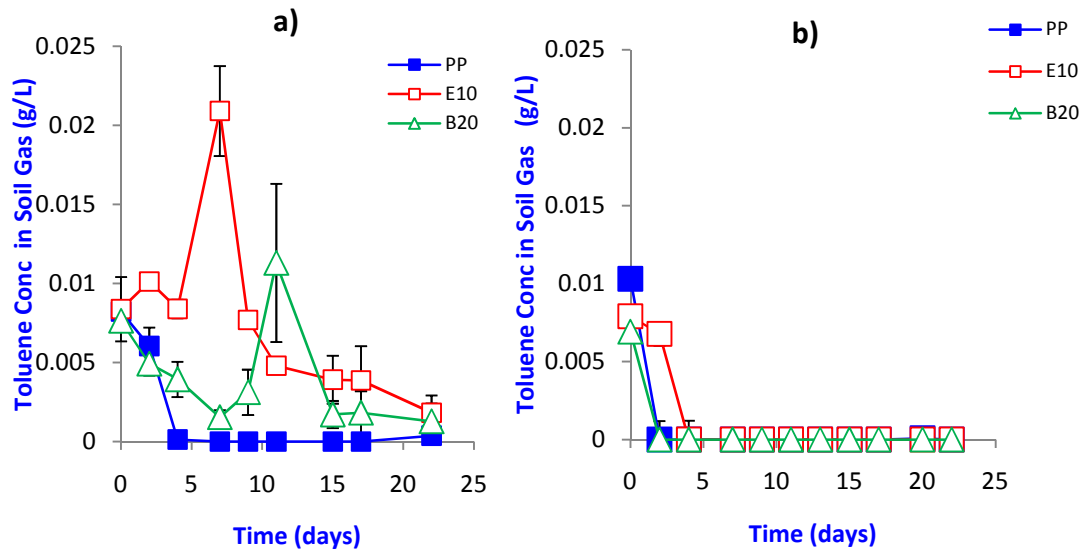 a)
0.025
0.02
0.015
0.01
0.005
0
0 5 10 15 20 25
Toluene Conc in Soil Gas (g/L)
Time (days)
PP
E10
B20
b)
0.025
0.02
0.015
0.01
0.005
0
0 5 10 15 20 25
Toluene Conc in Soil Gas (g/L)
Time (days)
PP
E10
B20